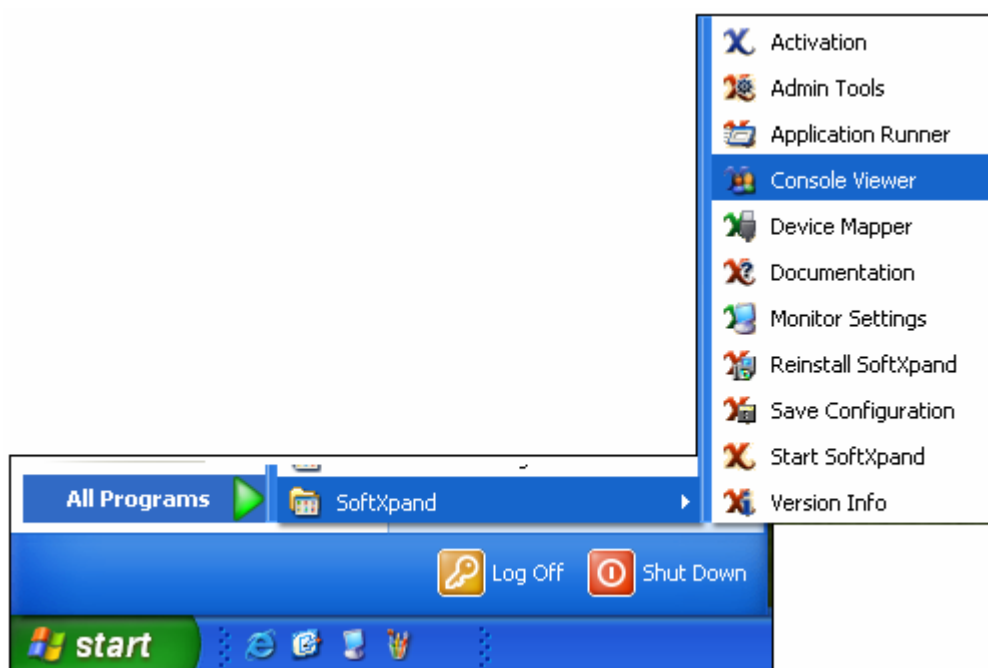 Activation
Admin Tools
Application Runner
Console Viewer
Device Mapper
Documentation
Monitor Settings
Reinstall SoftXpand
Save Configuration
Start SoftXpand
Version Info
All Programs
SoftXpand
Log Off
Shut Down
start